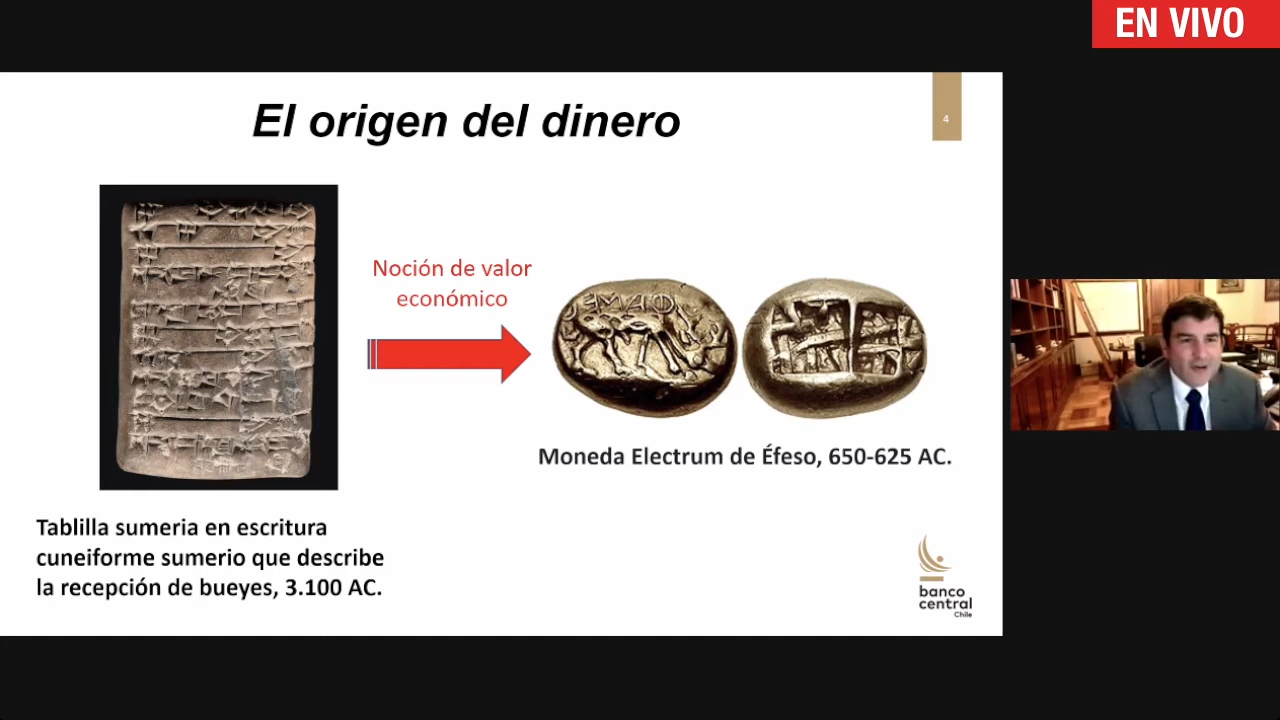 EN VIVO
El origen del dinero
4
Noción de valor
económico
Moneda Electrum de Éfeso, 650-625 AC.
Tablilla sumeria en escritura
cuneiforme sumerio que describe
la recepción de bueyes, 3.100 AC.
banco
central
Chile